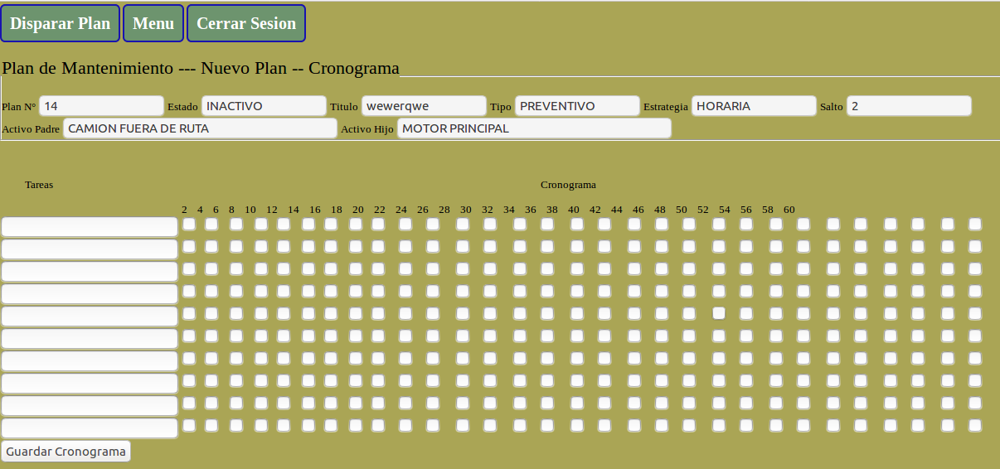 Disparar Plan Menu Cerrar Sesion
Plan de Mantenimiento --- Nuevo Plan -- Cronograma
Plan Nº 14 Estado INACTIVO Titulo wewerqwe Tipo PREVENTIVO Estrategia HORARIA Salto 2
Activo Padre CAMION FUERA DE RUTA Activo Hijo MOTOR PRINCIPAL
Tareas Cronograma
2 4 6 8 10 12 14 16 18 20 22 24 26 28 30 32 34 36 38 40 42 44 46 48 50 52 54 56 58 60
Guardar Cronograma